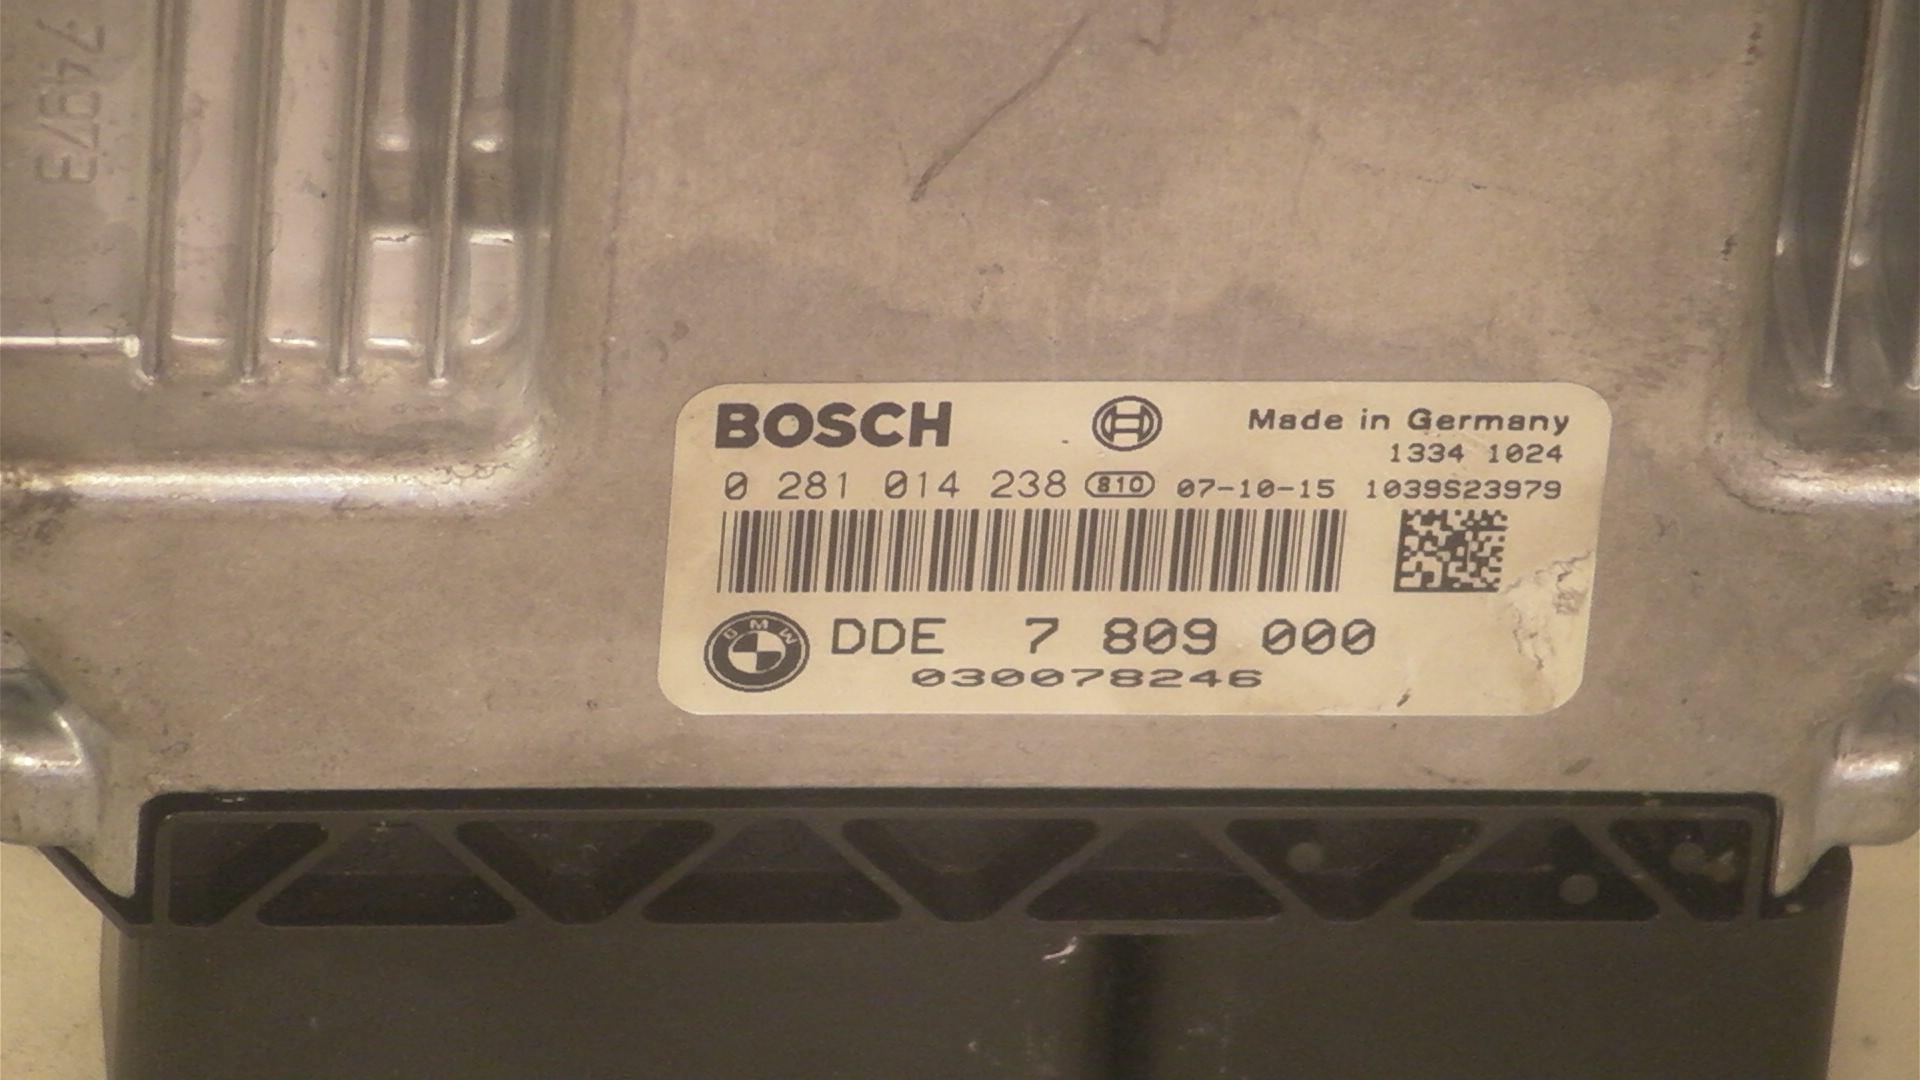 74973
BOSCH
Made in Germany
1334 1024
0 281 014 238 810 07-10-15 1039S23979
BMW DDE 7 809 000
030078246